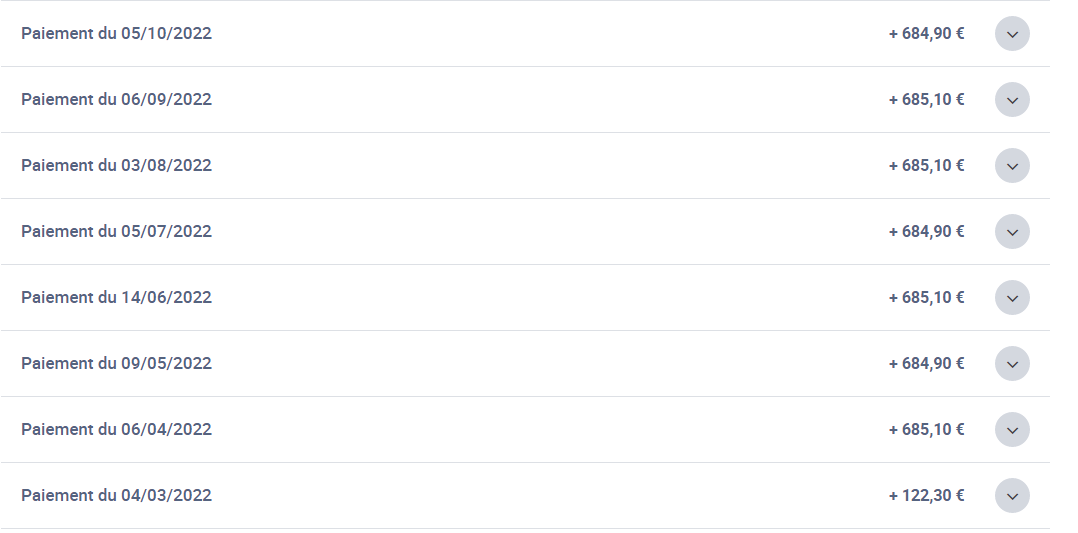 Paiement du 05/10/2022 + 684,90 €
Paiement du 06/09/2022 + 685,10 €
Paiement du 03/08/2022 + 685,10 €
Paiement du 05/07/2022 + 684,90 €
Paiement du 14/06/2022 + 685,10 €
Paiement du 09/05/2022 + 684,90 €
Paiement du 06/04/2022 + 685,10 €
Paiement du 04/03/2022 + 122,30 €